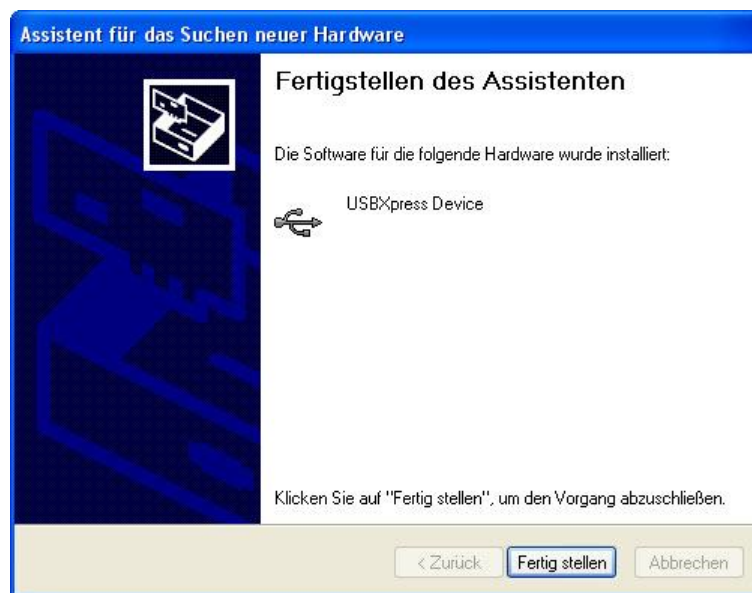 Assistent für das Suchen neuer Hardware
Fertigstellen des Assistenten
Die Software für die folgende Hardware wurde installiert:
USBXpress Device
Klicken Sie auf "Fertig stellen", um den Vorgang abzuschließen.
< Zurück Fertig stellen Abbrechen